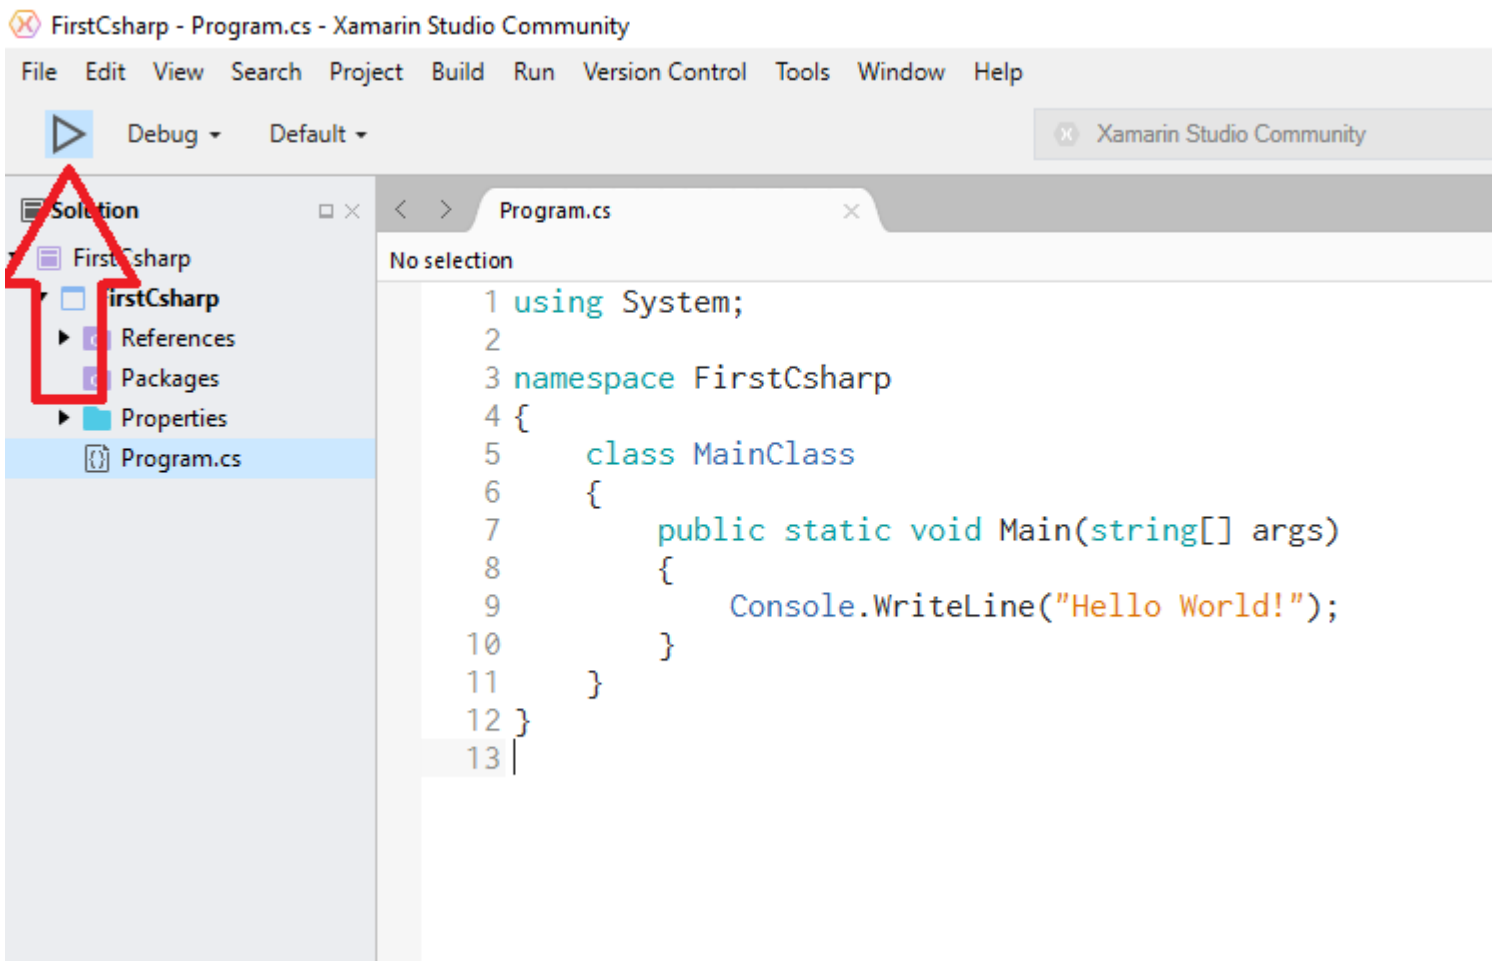 FirstCsharp - Program.cs - Xamarin Studio Community
File Edit View Search Project Build Run Version Control Tools Window Help
Debug Default Xamarin Studio Community
Solution
Program.cs
FirstCsharp
No selection
FirstCsharp
References
Packages
Properties
Program.cs
1 using System;
2
3 namespace FirstCsharp
4 {
5     class MainClass
6     {
7         public static void Main(string[] args)
8         {
9             Console.WriteLine("Hello World!");
10         }
11     }
12 }
13